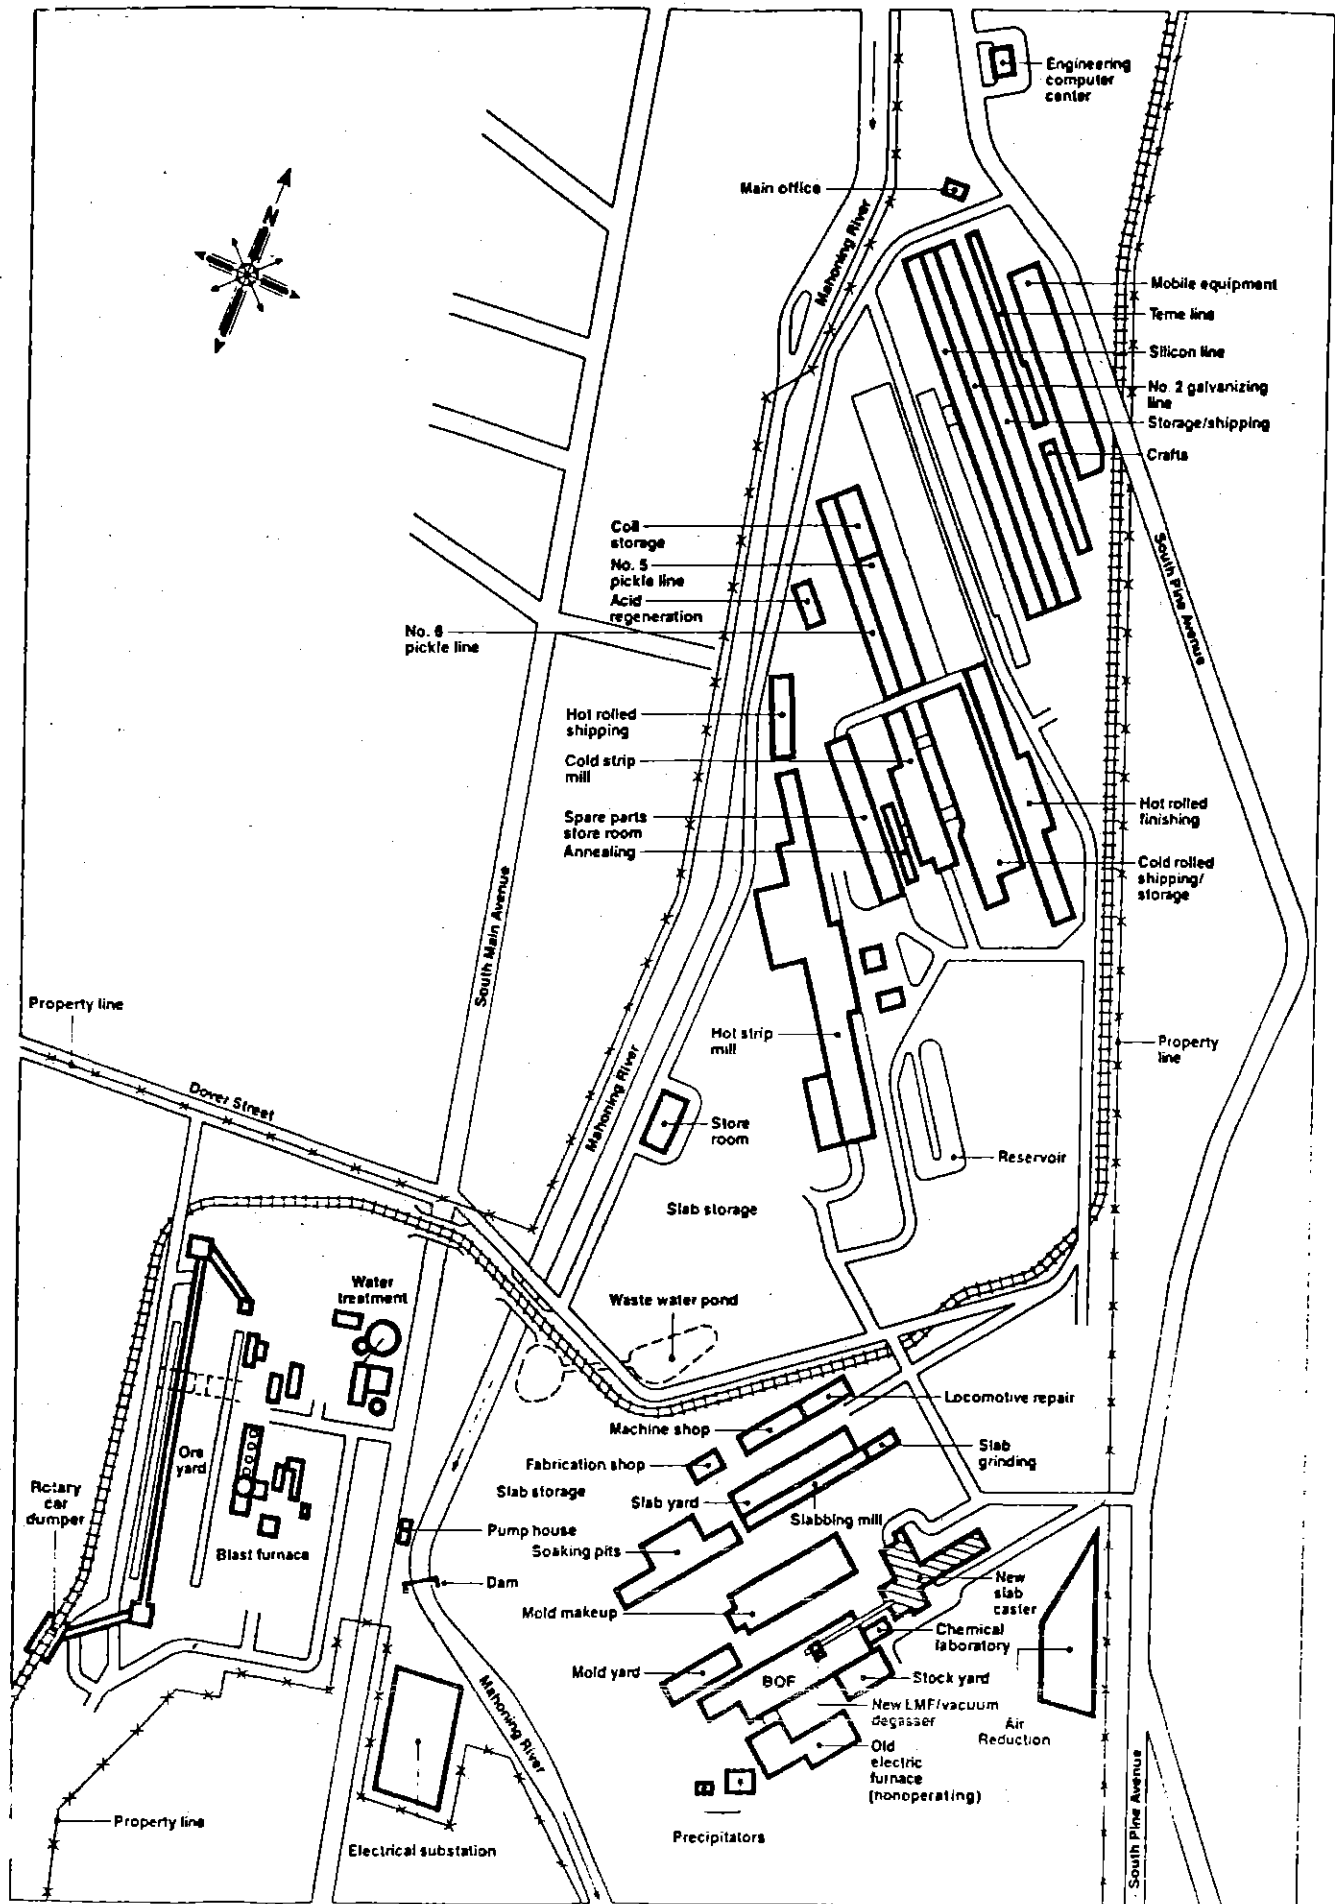 Engineering
computer
center
Main office
N
Mahoning River
Mobile equipment
Terne line
Silicon line
No. 2 galvanizing
line
Storage/shipping
Crafts
Coil
storage
No. 5
pickle line
Acid
regeneration
No. 6
pickle line
South Pine Avenue
Hot rolled
shipping
Cold strip
mill
Spare parts
store room
Annealing
Hot rolled
finishing
Cold rolled
shipping/
storage
South Main Avenue
Property line
Hot strip
mill
Property
line
Dover Street
Mahoning River
Store
room
Reservoir
Slab storage
Water
treatment
Waste water pond
Locomotive repair
Machine shop
Ore
yard
Fabrication shop
Slab
grinding
Rotary
car
dumper
Slab storage
Slab yard
Slabbing mill
Pump house
Blast furnace
Soaking pits
Dam
New
slab
caster
Mold makeup
Chemical
laboratory
Mold yard
BOF
Stock yard
New LMF/vacuum
degasser
Air
Reduction
Mahoning River
Old
electric
furnace
(nonoperating)
Property line
Precipitators
Electrical substation
South Pine Avenue